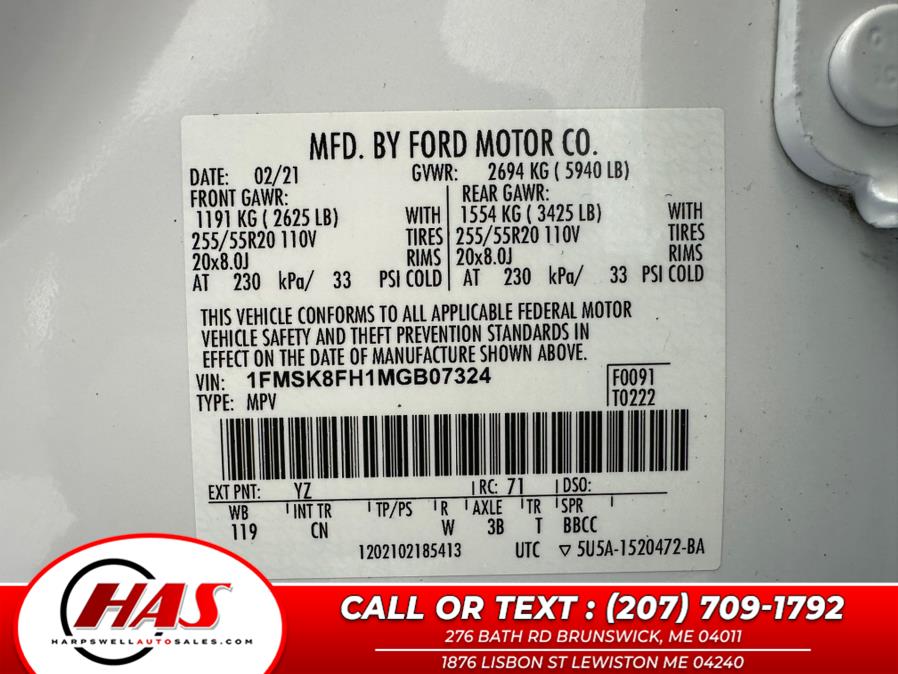 MFD. BY FORD MOTOR CO.
DATE: 02/21 GVWR: 2694 KG ( 5940 LB)
FRONT GAWR: REAR GAWR:
1191 KG ( 2625 LB) WITH 1554 KG ( 3425 LB) WITH
255/55R20 110V TIRES 255/55R20 110V TIRES
20x8.0J RIMS 20x8.0J RIMS
AT 230 kPa/ 33 PSI COLD AT 230 kPa/ 33 PSI COLD
THIS VEHICLE CONFORMS TO ALL APPLICABLE FEDERAL MOTOR
VEHICLE SAFETY AND THEFT PREVENTION STANDARDS IN
EFFECT ON THE DATE OF MANUFACTURE SHOWN ABOVE.
VIN: 1FMSK8FH1MGB07324 F0091
TYPE: MPV T0222
EXT PNT: YZ RC: 71 DSO:
WB INT TR TP/PS R AXLE TR SPR
119 CN W 3B T BBCC
1202102185413 UTC ▽ 5U5A-1520472-BA
HAS
HARPSWELLAUTOSALES.COM
CALL OR TEXT : (207) 709-1792
276 BATH RD BRUNSWICK, ME 04011
1876 LISBON ST LEWISTON ME 04240